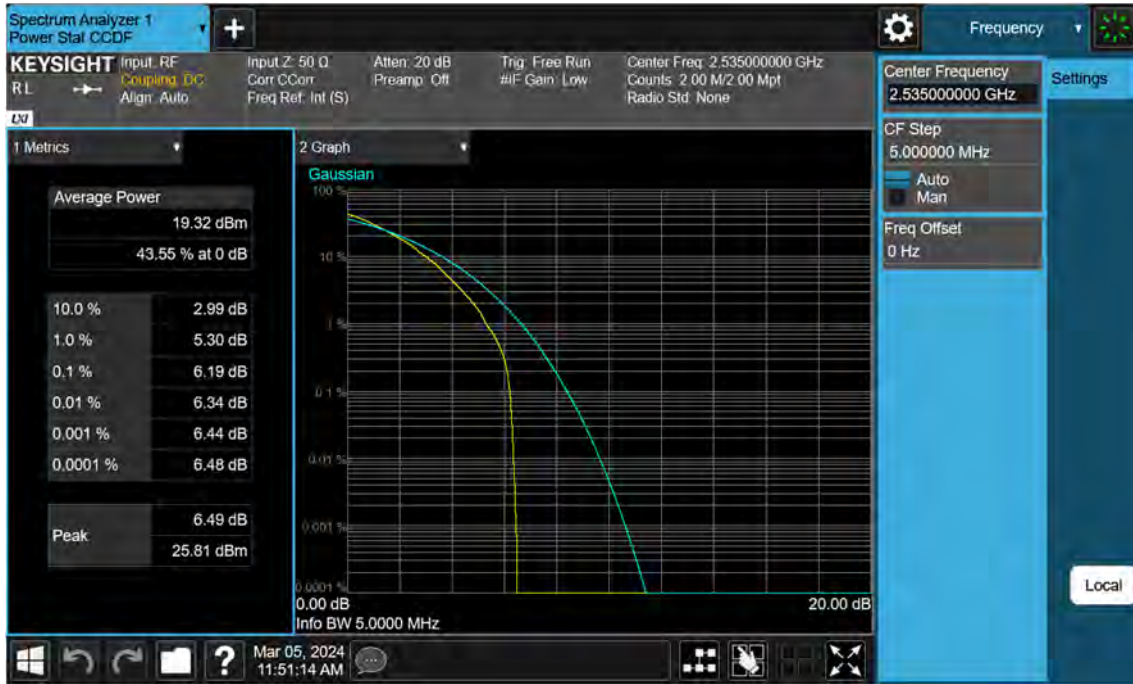 Spectrum Analyzer 1
Power Stat CCDF
+
Frequency
KEYSIGHT
RL
LXI
Input: RF
Coupling: DC
Align: Auto
Input Z: 50 Ω
Corr CCorr
Freq Ref: Int (S)
Atten: 20 dB
Preamp: Off
Trig: Free Run
#IF Gain: Low
Center Freq: 2.535000000 GHz
Counts: 2.00 M/2.00 Mpt
Radio Std: None
Center Frequency
2.535000000 GHz
Settings
CF Step
5.000000 MHz
Auto
Man
Freq Offset
0 Hz
1 Metrics
Average Power
19.32 dBm
43.55 % at 0 dB
10.0 % 2.99 dB
1.0 % 5.30 dB
0.1 % 6.19 dB
0.01 % 6.34 dB
0.001 % 6.44 dB
0.0001 % 6.48 dB
Peak
6.49 dB
25.81 dBm
2 Graph
Gaussian
100 %
10 %
1 %
0.1 %
0.01 %
0.001 %
0.0001 %
0.00 dB
20.00 dB
Info BW 5.0000 MHz
Local
?
Mar 05, 2024
11:51:14 AM